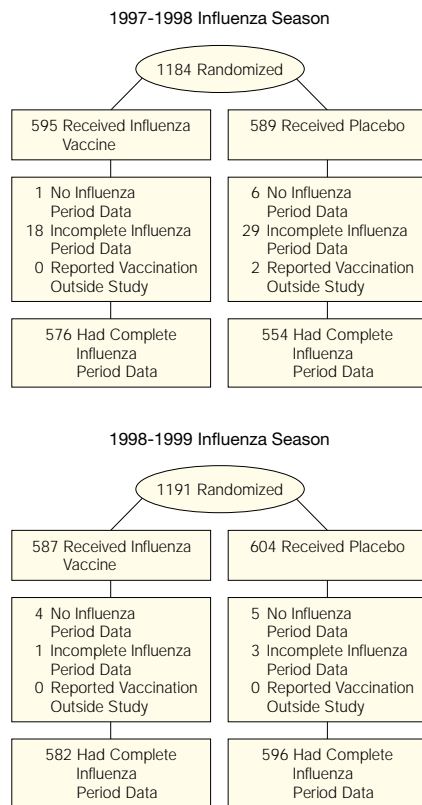 1997-1998 Influenza Season
1184 Randomized
595 Received Influenza
Vaccine
589 Received Placebo
1 No Influenza
Period Data
18 Incomplete Influenza
Period Data
0 Reported Vaccination
Outside Study
6 No Influenza
Period Data
29 Incomplete Influenza
Period Data
2 Reported Vaccination
Outside Study
576 Had Complete
Influenza
Period Data
554 Had Complete
Influenza
Period Data
1998-1999 Influenza Season
1191 Randomized
587 Received Influenza
Vaccine
604 Received Placebo
4 No Influenza
Period Data
1 Incomplete Influenza
Period Data
0 Reported Vaccination
Outside Study
5 No Influenza
Period Data
3 Incomplete Influenza
Period Data
0 Reported Vaccination
Outside Study
582 Had Complete
Influenza
Period Data
596 Had Complete
Influenza
Period Data